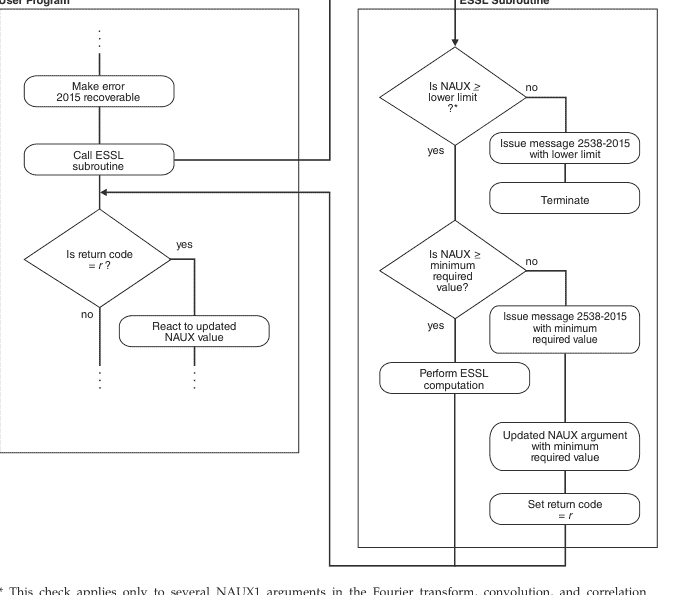 User Program
ESSL Subroutine
Make error
2015 recoverable
Call ESSL
subroutine
Is return code
= r ?
yes
no
React to updated
NAUX value
Is NAUX ≥
lower limit
?*
no
yes
Issue message 2538-2015
with lower limit
Terminate
Is NAUX ≥
minimum
required
value?
no
yes
Issue message 2538-2015
with minimum
required value
Perform ESSL
computation
Updated NAUX argument
with minimum
required value
Set return code
= r
* This check applies only to several NAUX1 arguments in the Fourier transform, convolution, and correlation